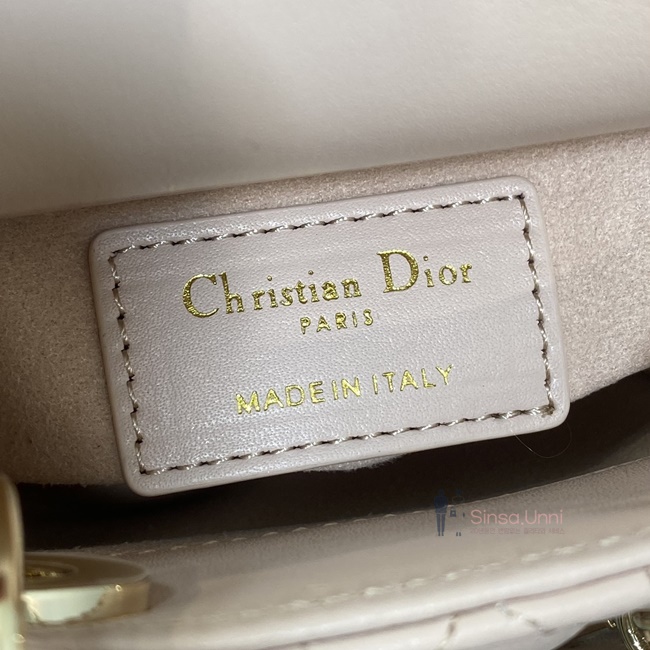 Christian Dior
PARIS
MADE IN ITALY
Sinsa.Unni